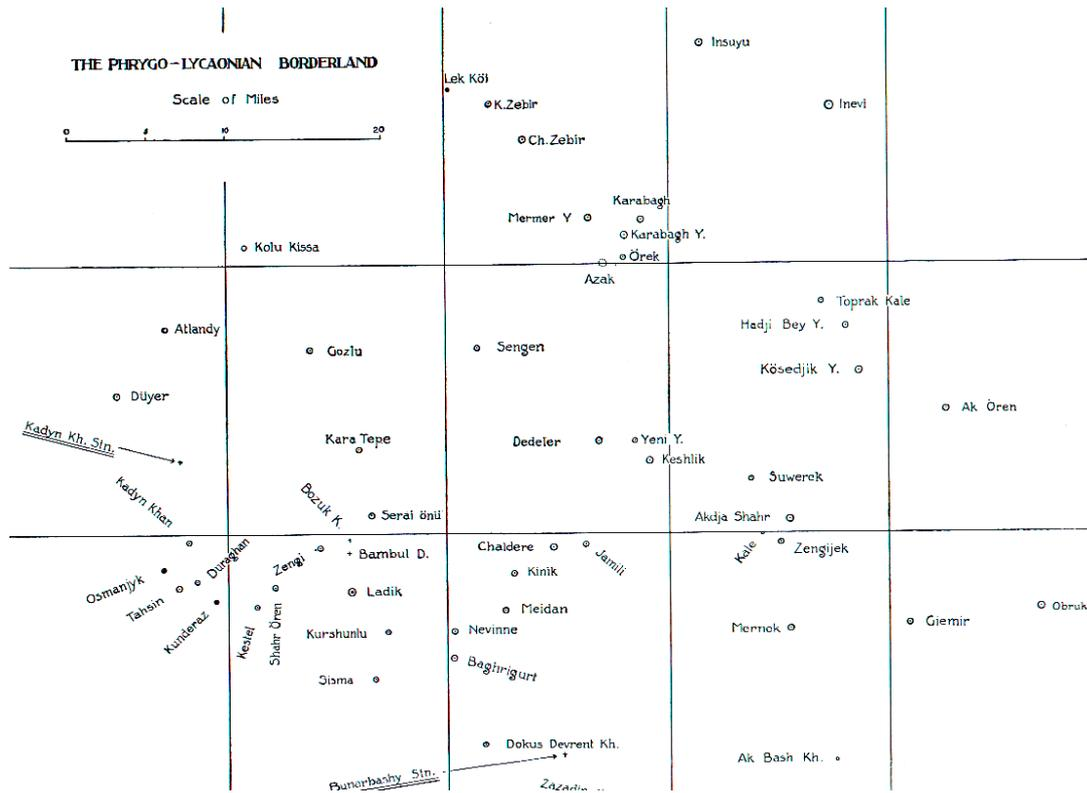 Insuyu
THE PHRYGO-LYCAONIAN BORDERLAND
Lek Köl
Scale of Miles
K.Zebir
Inevi
0 5 10 20
Ch.Zebir
Karabagh
Mermer Y
Karabagh Y.
Kolu Kissa
Örek
Azak
Toprak Kale
Atlandy
Hadji Bey Y.
Gozlu
Sengen
Kösedjik Y.
Düyer
Ak Ören
Kadyn Kh. Stn.
Kara Tepe
Dedeler
Yeni Y.
Keshlik
Suwerek
Kadyn Khan
Bozuk K.
Serai önü
Akdja Shahr
Duraghan
Zengi
Bambul D.
Chaldere
Jamili
Kale
Zengijek
Osmanjyk
Tahsin
Kinik
Ladik
Kunderaz
Kestel
Shahr Ören
Meidan
Obruk
Kurshunlu
Nevinne
Mernek
Giemir
Baghrigurt
Sisma
Dokus Devrent Kh.
Ak Bash Kh.
Bunarbashy Stn.